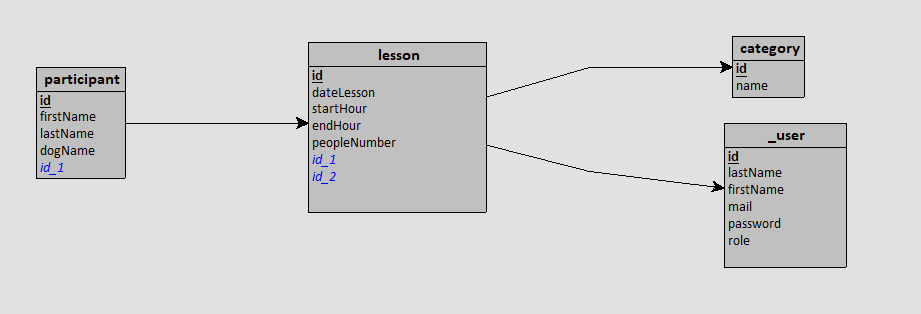 participant
id
firstName
lastName
dogName
id_1
lesson
id
dateLesson
startHour
endHour
peopleNumber
id_1
id_2
category
id
name
_user
id
lastName
firstName
mail
password
role